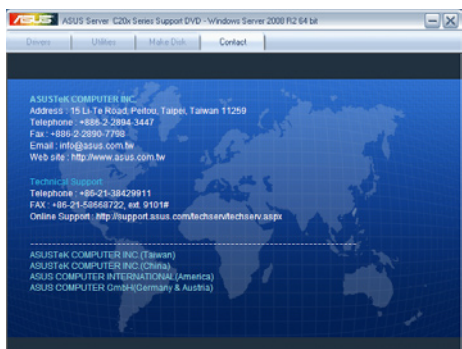 ASUS Server C20x Series Support DVD - Windows Server 2008 R2 64 bit
Drivers Utilities Make Disk Contact
ASUSTeK COMPUTER INC.
Address : 15 Li-Te Road, Peitou, Taipei, Taiwan 11259
Telephone : +886-2-2894-3447
Fax : +886-2-2890-7798
Email : info@asus.com.tw
Web site : http://www.asus.com.tw
Technical Support
Telephone : +86-21-38429911
FAX : +86-21-58668722, ext. 9101#
Online Support : http://support.asus.com/techserv/techserv.aspx
ASUSTeK COMPUTER INC.(Taiwan)
ASUSTeK COMPUTER INC.(China)
ASUS COMPUTER INTERNATIONAL(America)
ASUS COMPUTER GmbH(Germany & Austria)